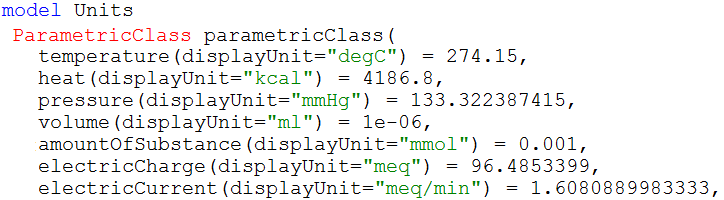 model Units
ParametricClass parametricClass(
temperature(displayUnit="degC") = 274.15,
heat(displayUnit="kcal") = 4186.8,
pressure(displayUnit="mmHg") = 133.322387415,
volume(displayUnit="ml") = 1e-06,
amountOfSubstance(displayUnit="mmol") = 0.001,
electricCharge(displayUnit="meq") = 96.4853399,
electricCurrent(displayUnit="meq/min") = 1.6080889983333,